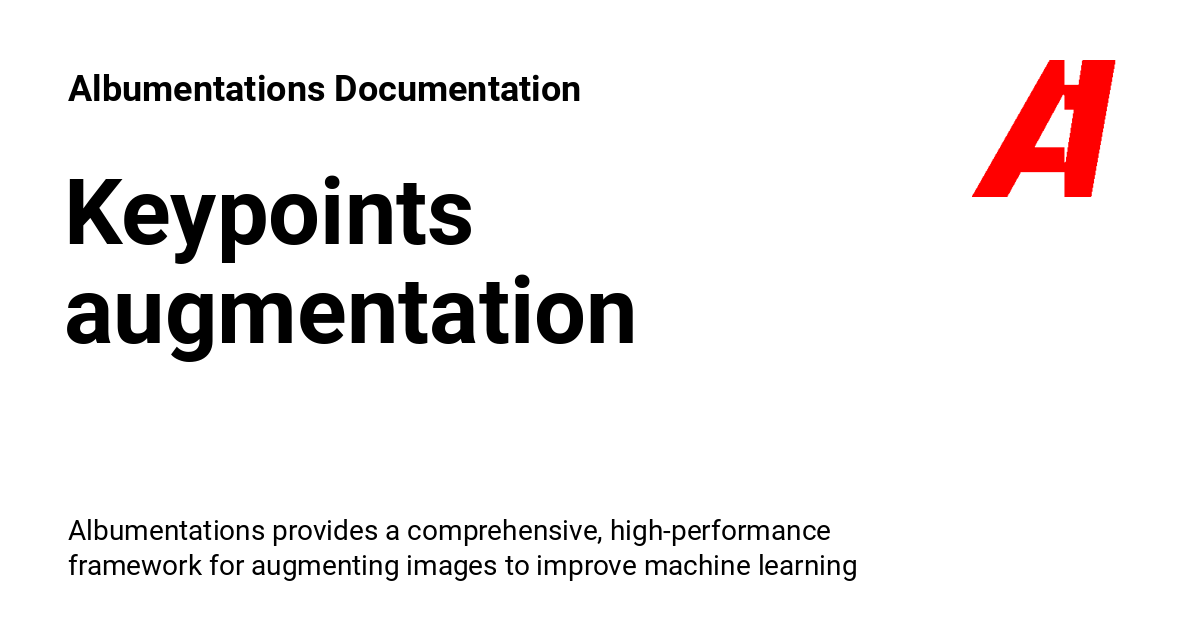 Albumentations Documentation
Keypoints
augmentation
Albumentations provides a comprehensive, high-performance
framework for augmenting images to improve machine learning